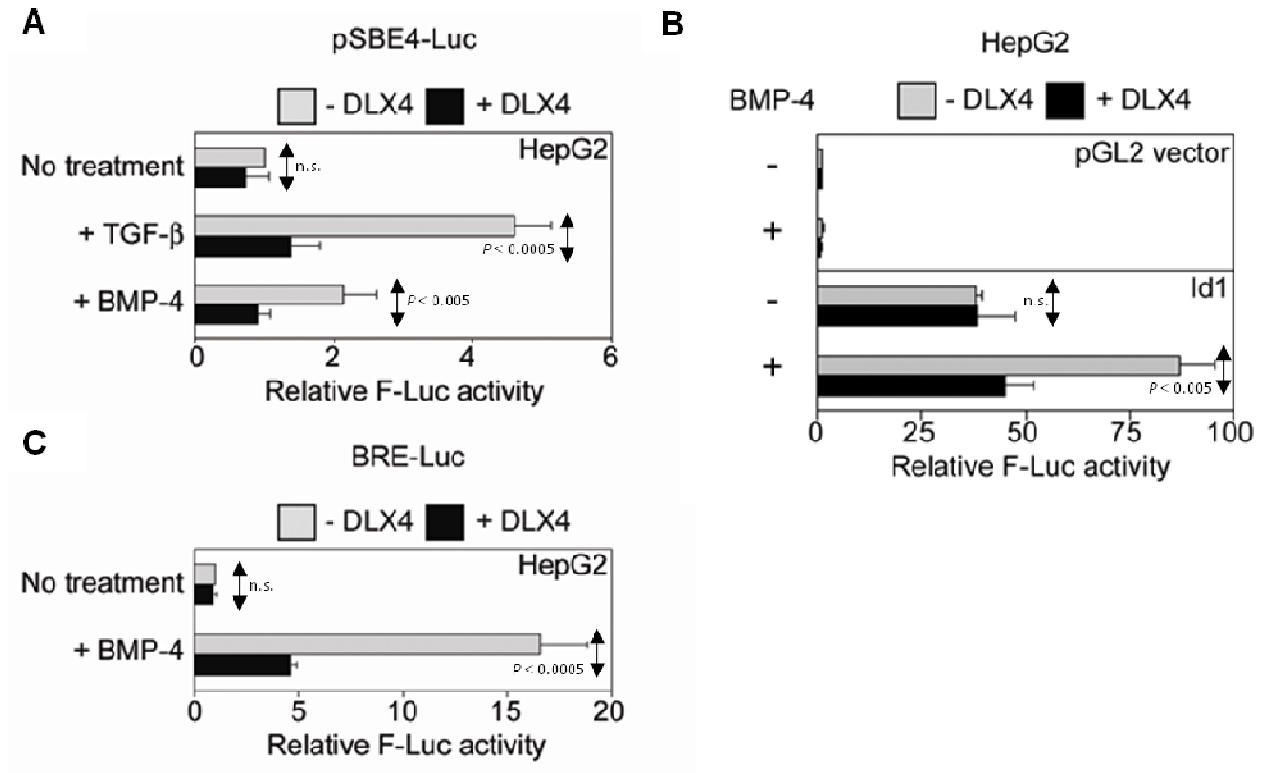 A
pSBE4-Luc
- DLX4 + DLX4
HepG2
No treatment
n.s.
+ TGF-β
P < 0.0005
+ BMP-4
P < 0.005
0 2 4 6
Relative F-Luc activity
B
HepG2
BMP-4
- DLX4 + DLX4
pGL2 vector
-
+
Id1
-
n.s.
+
P < 0.005
0 25 50 75 100
Relative F-Luc activity
C
BRE-Luc
- DLX4 + DLX4
HepG2
No treatment
n.s.
+ BMP-4
P < 0.0005
0 5 10 15 20
Relative F-Luc activity